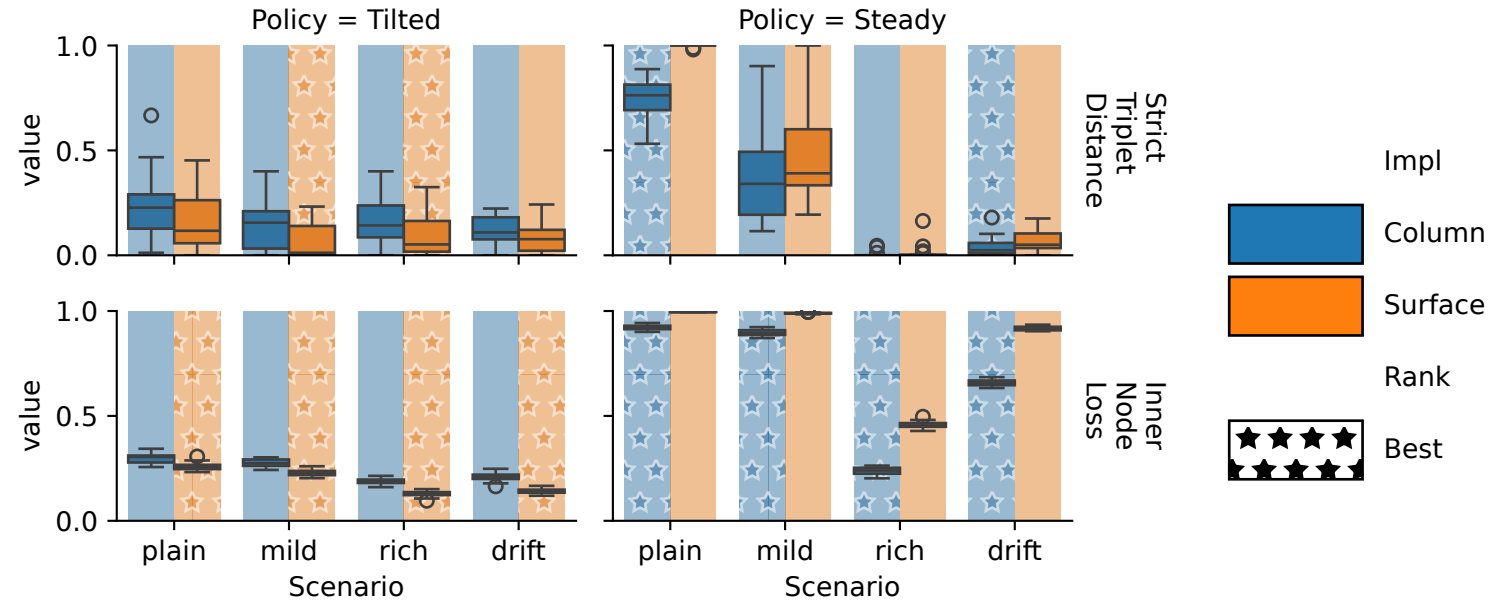 Policy = Tilted
Policy = Steady
1.0
0.5
0.0
value
Strict
Triplet
Distance
1.0
0.5
0.0
value
Inner
Node
Loss
plain
mild
rich
drift
Scenario
plain
mild
rich
drift
Scenario
Impl
Column
Surface
Rank
Best